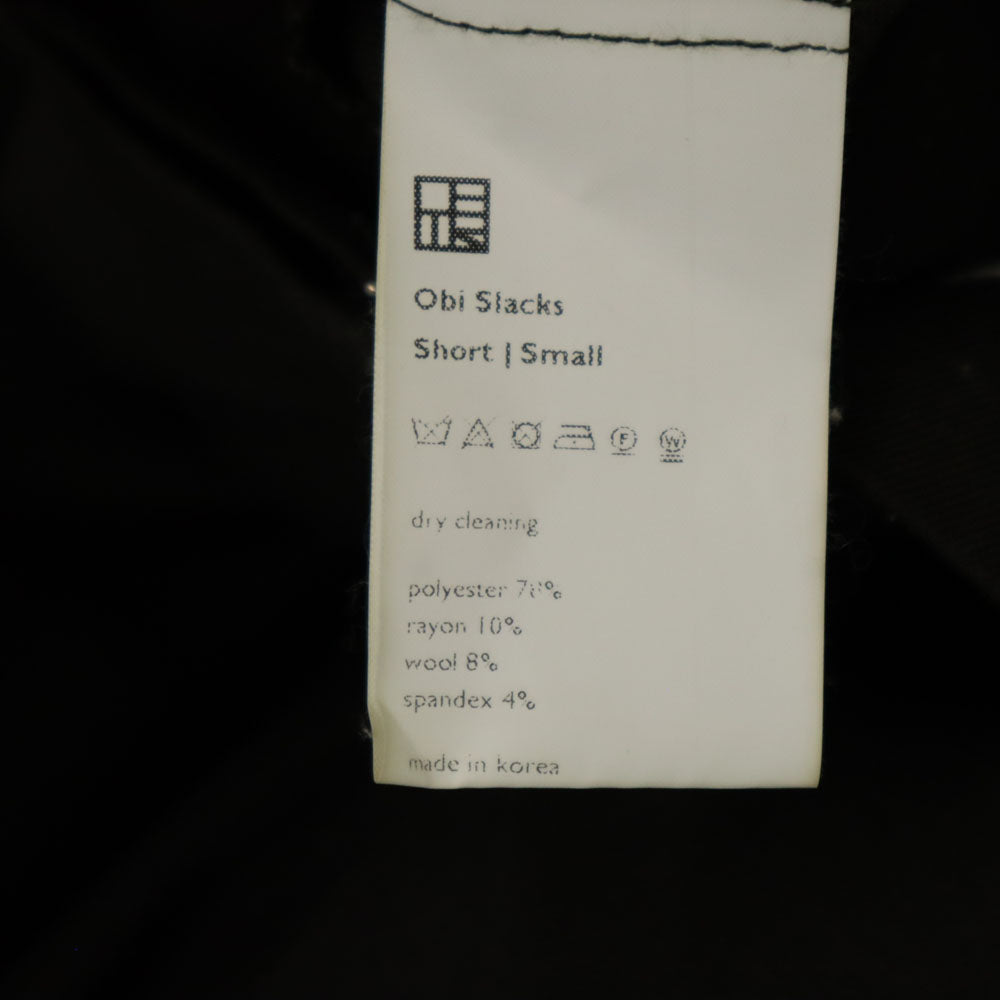 Obi Slacks
Short | Small
F W
dry cleaning
polyester 78%
rayon 10%
wool 8%
spandex 4%
made in korea